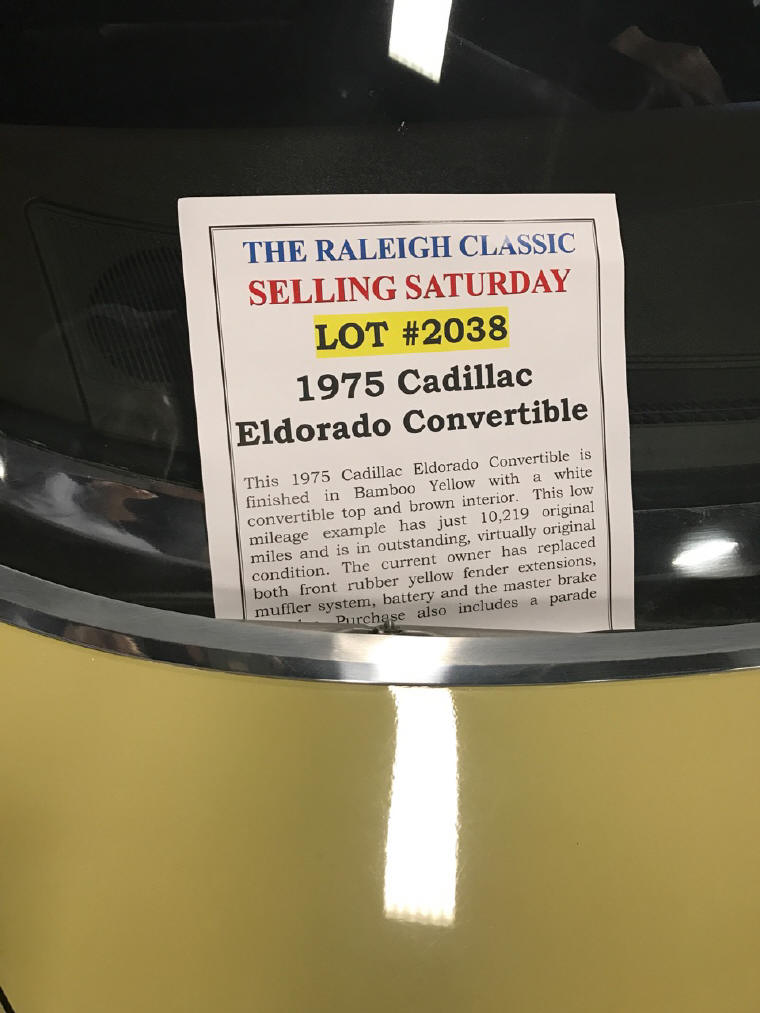 THE RALEIGH CLASSIC
SELLING SATURDAY
LOT #2038
1975 Cadillac
Eldorado Convertible
This 1975 Cadillac Eldorado Convertible is
finished in Bamboo Yellow with a white
convertible top and brown interior. This low
mileage example has just 10,219 original
miles and is in outstanding, virtually original
condition. The current owner has replaced
both front rubber yellow fender extensions,
muffler system, battery and the master brake
Purchase also includes a parade